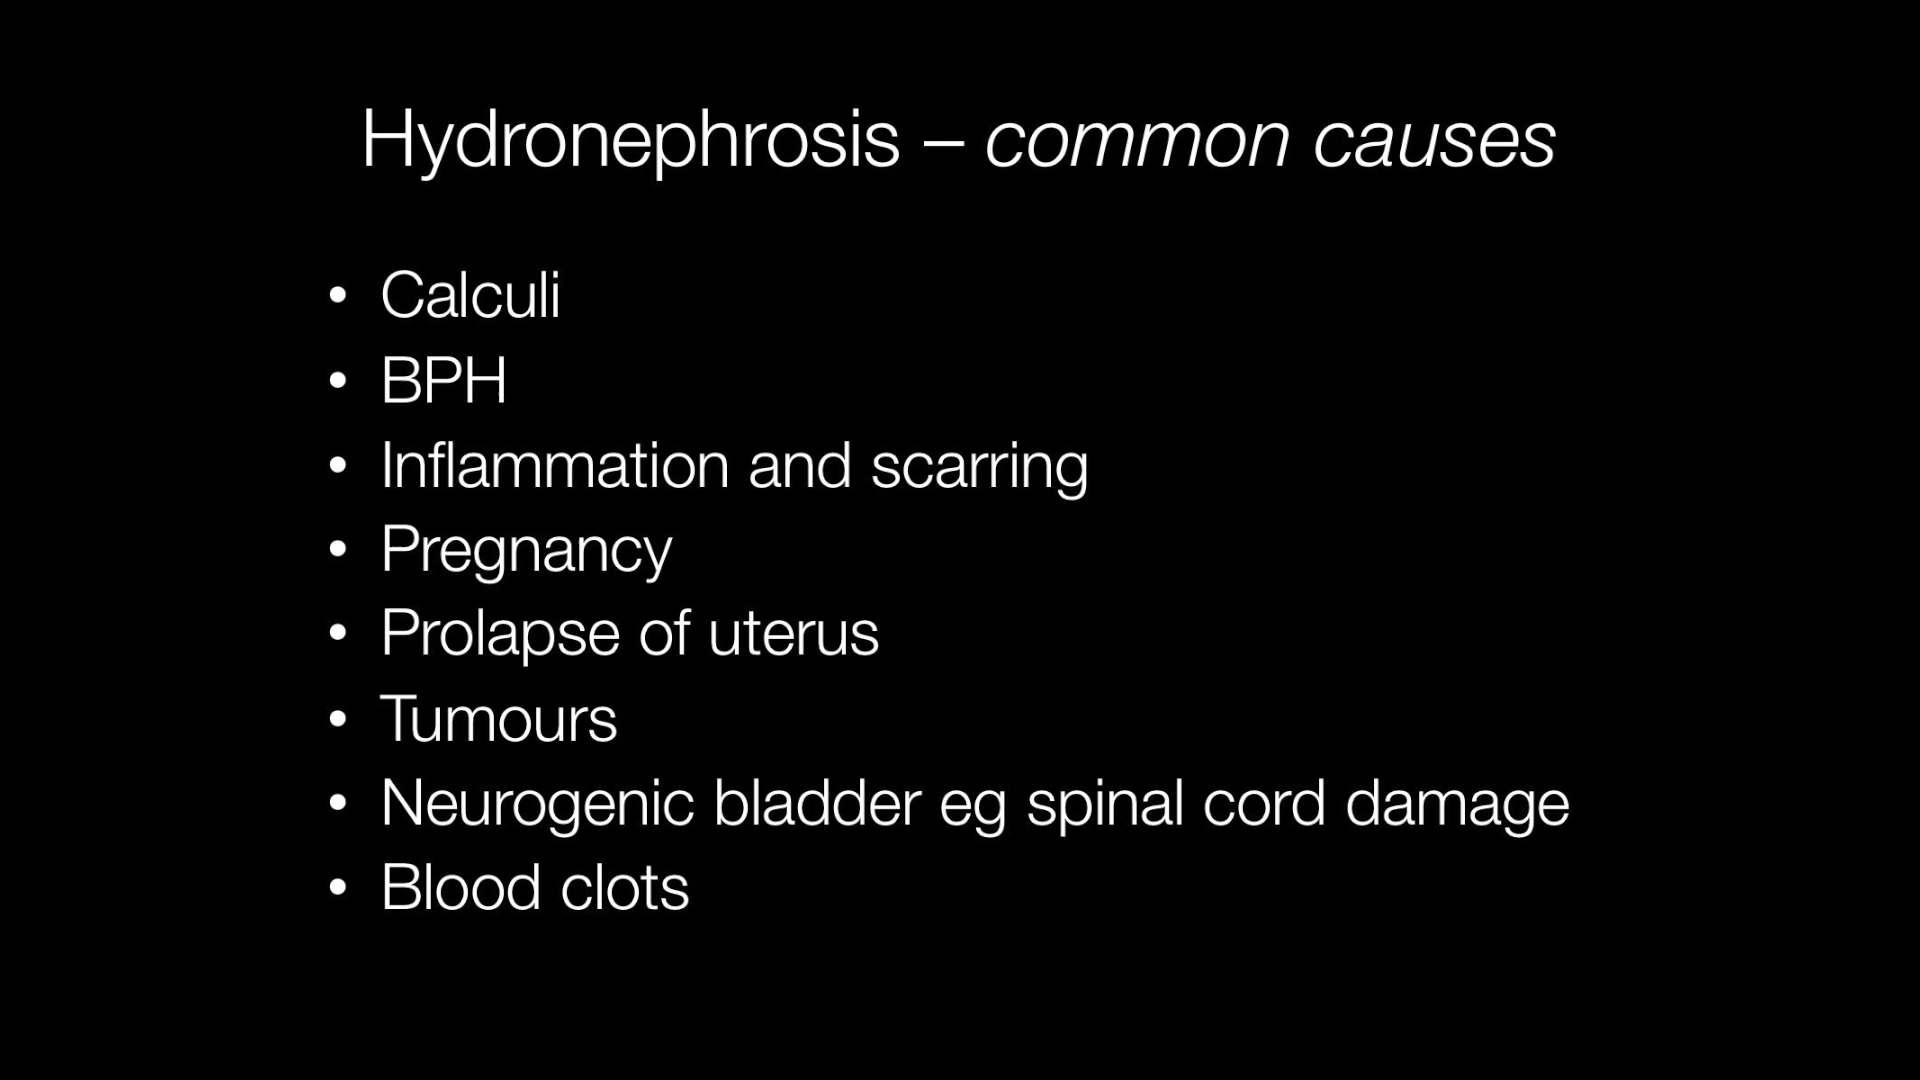 Hydronephrosis – common causes
• Calculi
• BPH
• Inflammation and scarring
• Pregnancy
• Prolapse of uterus
• Tumours
• Neurogenic bladder eg spinal cord damage
• Blood clots